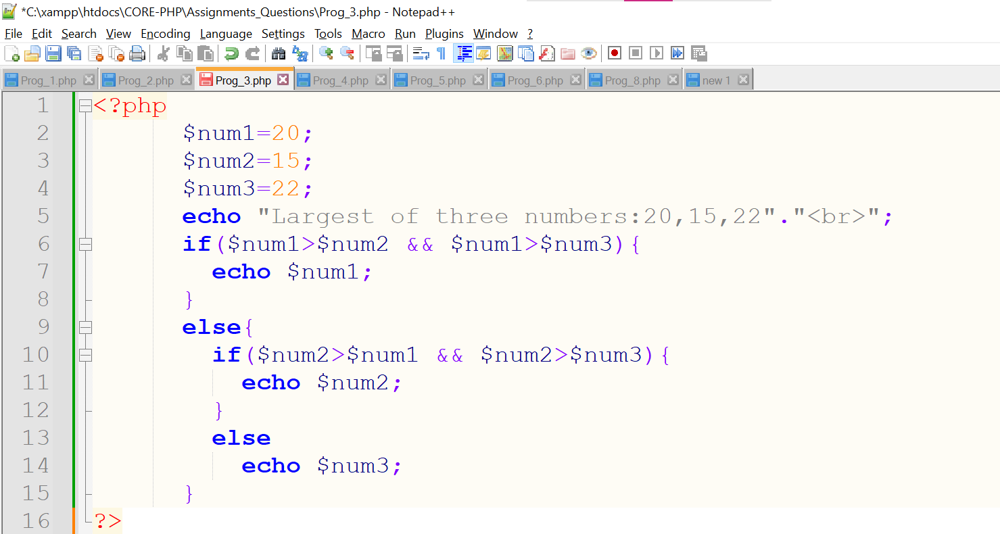 *C:\xampp\htdocs\CORE-PHP\Assignments_Questions\Prog_3.php - Notepad++
File Edit Search View Encoding Language Settings Tools Macro Run Plugins Window ?
Prog_1.php Prog_2.php Prog_3.php Prog_4.php Prog_5.php Prog_6.php Prog_8.php new 1
1 <?php
2 $num1=20;
3 $num2=15;
4 $num3=22;
5 echo "Largest of three numbers:20,15,22"."<br>";
6 if($num1>$num2 && $num1>$num3){
7 echo $num1;
8 }
9 else{
10 if($num2>$num1 && $num2>$num3){
11 echo $num2;
12 }
13 else
14 echo $num3;
15 }
16 ?>